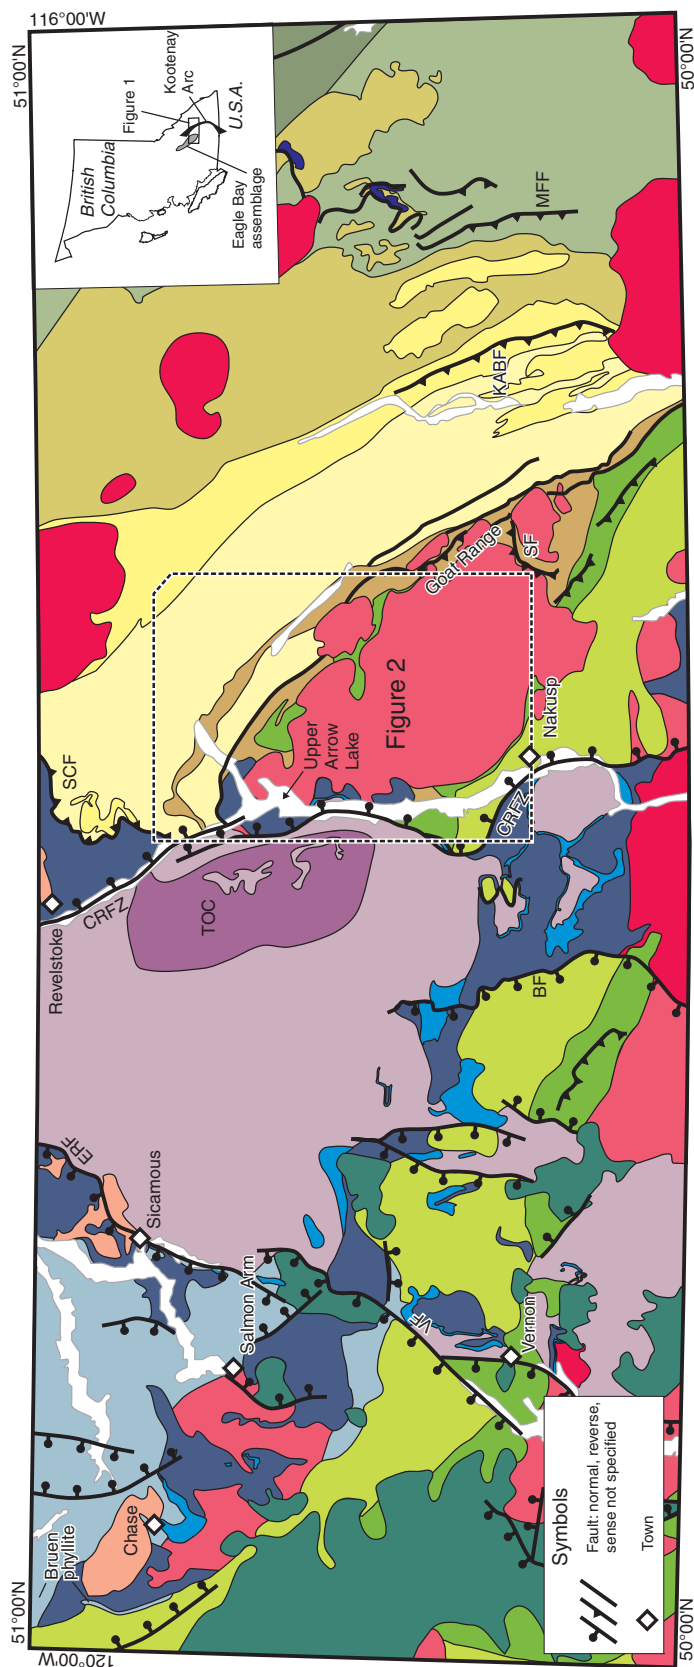 116°00'W
51°00'N
50°00'N
British
Columbia
Figure 1
Kootenay
Arc
U.S.A.
Eagle Bay
assemblage
MFF
KABF
Goat Range
SF
Figure 2
Upper
Arrow
Lake
Nakusp
SCF
CRFZ
CRFZ
Revelstoke
TOC
BF
ERF
Sicamous
Salmon Arm
VF
Vernon
Chase
Bruen
phyllite
Symbols
Fault: normal, reverse,
sense not specified
Town
51°00'N
120°00'W
50°00'N